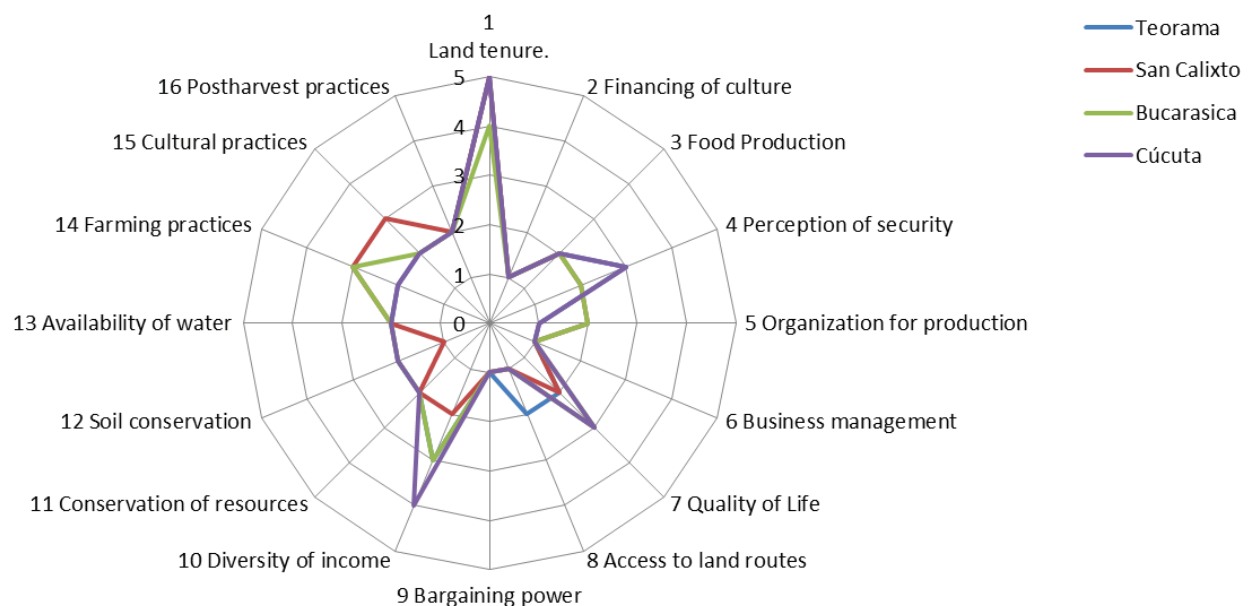 1
Land tenure.
2 Financing of culture
3 Food Production
4 Perception of security
5 Organization for production
6 Business management
7 Quality of Life
8 Access to land routes
9 Bargaining power
10 Diversity of income
11 Conservation of resources
12 Soil conservation
13 Availability of water
14 Farming practices
15 Cultural practices
16 Postharvest practices
5
4
3
2
1
0
Teorama
San Calixto
Bucarasica
Cúcuta